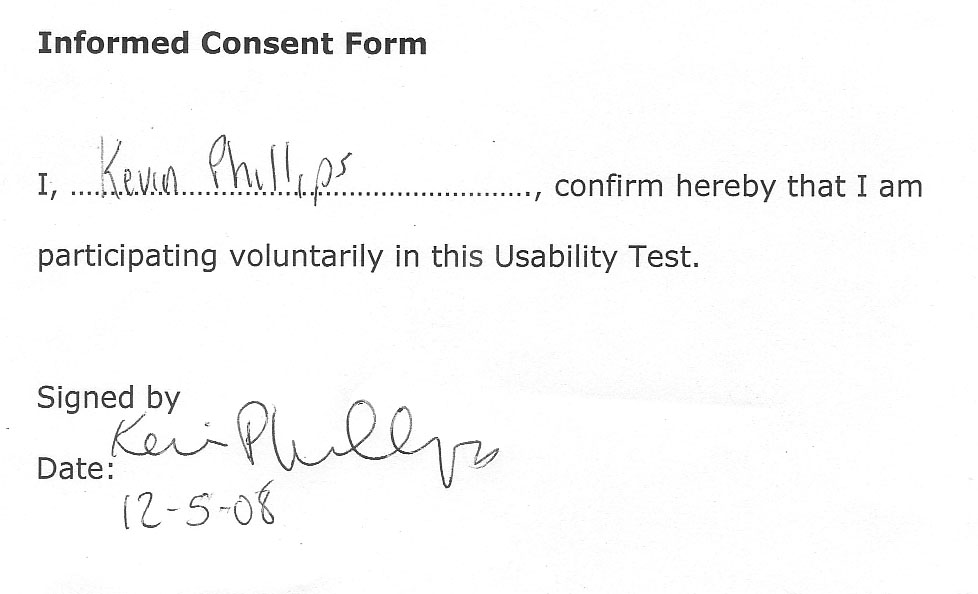 Informed Consent Form
I, ....Kevin Phillips...., confirm hereby that I am
participating voluntarily in this Usability Test.
Signed by
Kevin Phillips
Date:
12-5-08